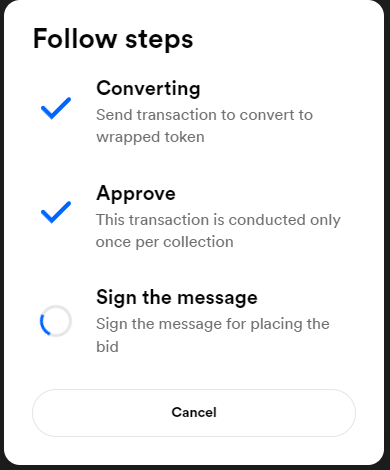 Follow steps
Converting
Send transaction to convert to
wrapped token
Approve
This transaction is conducted only
once per collection
Sign the message
Sign the message for placing the
bid
Cancel